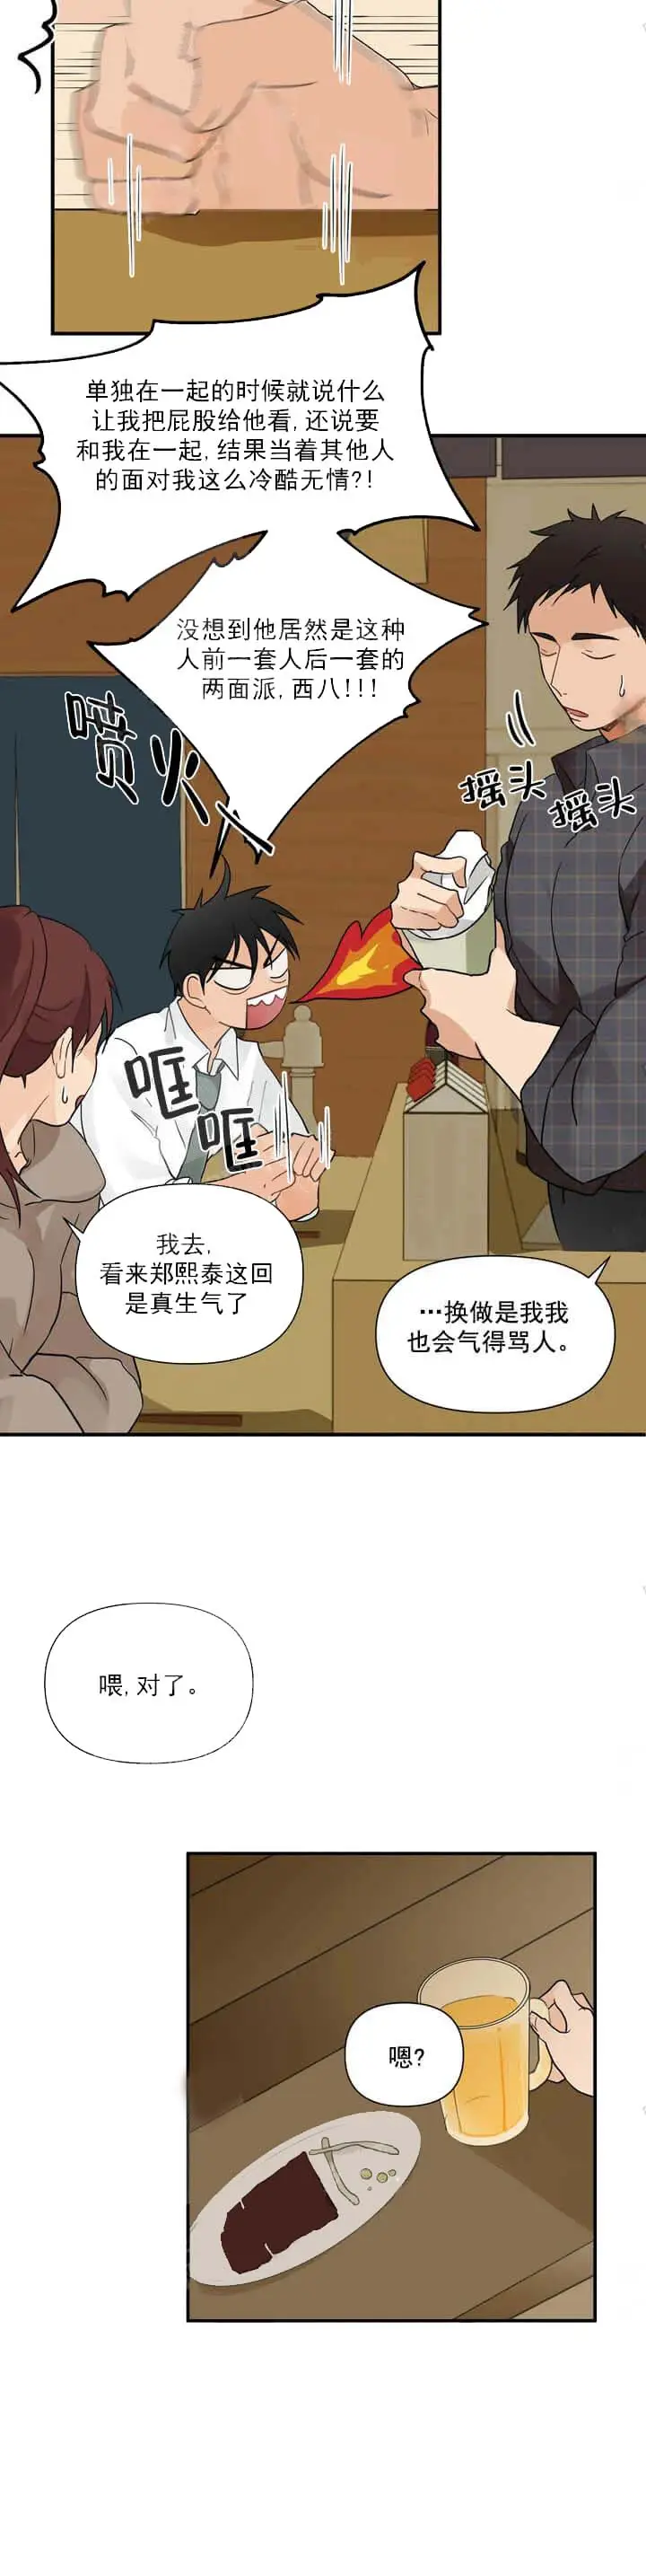 单独在一起的时候就说什么
让我把屁股给他看,还说要
和我在一起,结果当着其他人
的面对我这么冷酷无情?!
没想到他居然是这种
人前一套人后一套的
两面派,西八!!!
喷火
摇头
摇头
哐
哐
我去,
看来郑熙泰这回
是真生气了
…换做是我我
也会气得骂人。
喂,对了。
嗯?